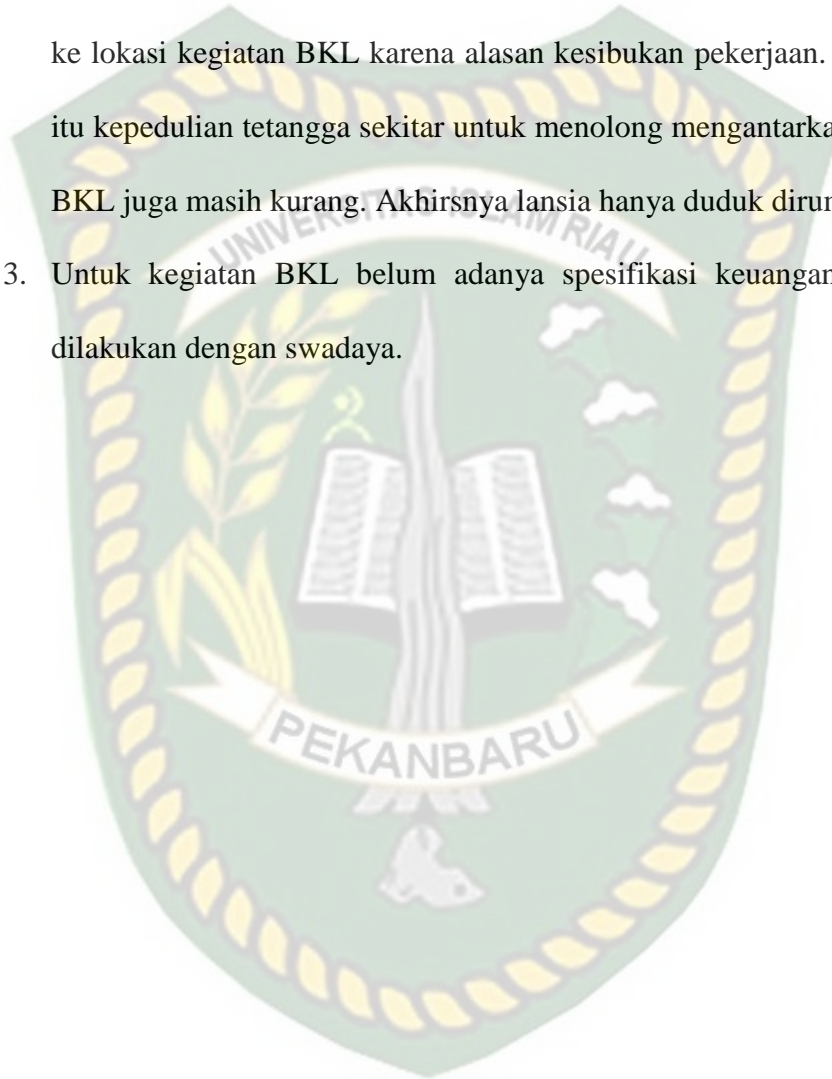 ke lokasi kegiatan BKL karena alasan kesibukan pekerjaan.
itu kepedulian tetangga sekitar untuk menolong mengantarka
BKL juga masih kurang. Akhirsnya lansia hanya duduk dirur
UNIVERSITAS ISLAM RIAU
3. Untuk kegiatan BKL belum adanya spesifikasi keuangan
dilakukan dengan swadaya.
PEKANBARU